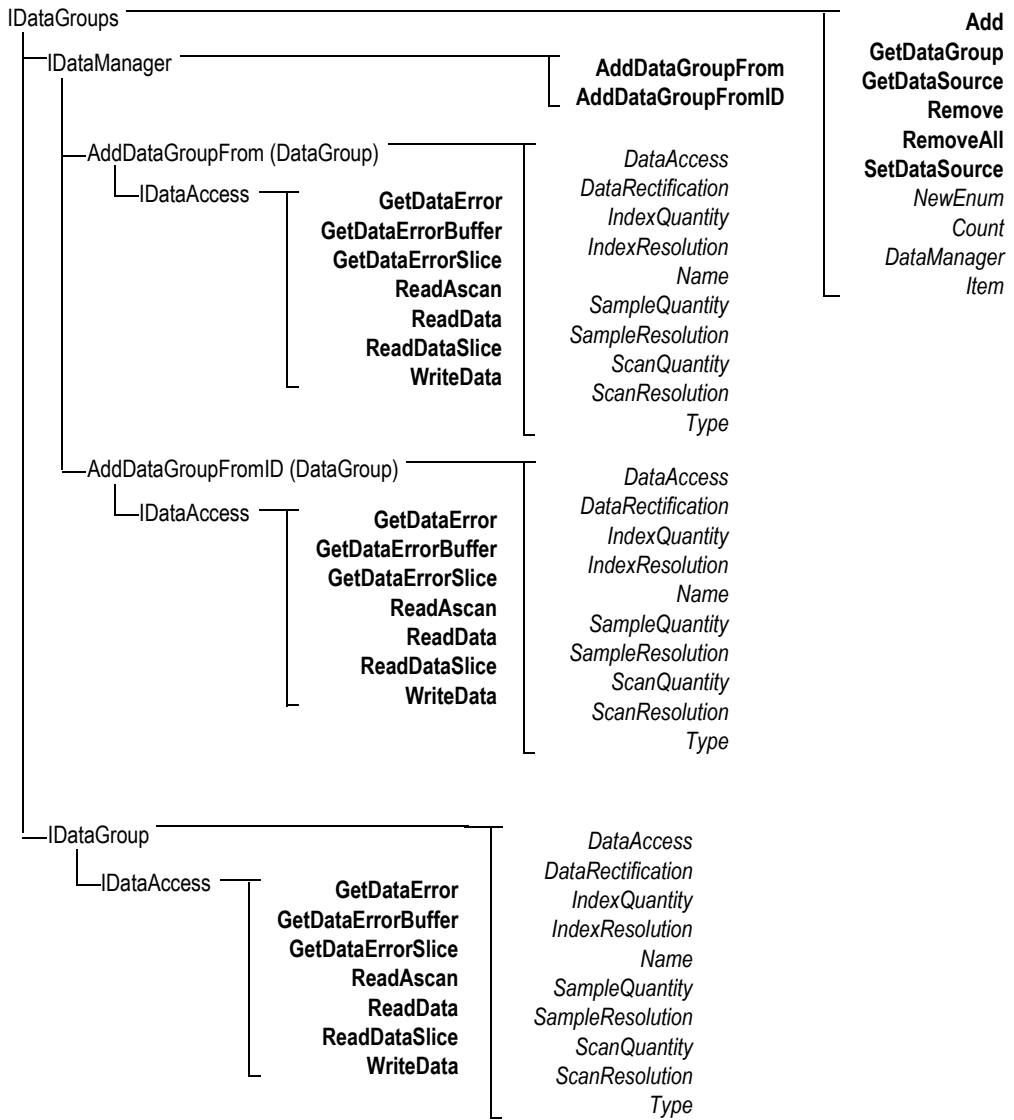 IDataGroups
Add
GetDataGroup
GetDataSource
Remove
RemoveAll
SetDataSource
NewEnum
Count
DataManager
Item
IDataManager
AddDataGroupFrom
AddDataGroupFromID
AddDataGroupFrom (DataGroup)
DataAccess
DataRectification
IndexQuantity
IndexResolution
Name
SampleQuantity
SampleResolution
ScanQuantity
ScanResolution
Type
IDataAccess
GetDataError
GetDataErrorBuffer
GetDataErrorSlice
ReadAscan
ReadData
ReadDataSlice
WriteData
AddDataGroupFromID (DataGroup)
DataAccess
DataRectification
IndexQuantity
IndexResolution
Name
SampleQuantity
SampleResolution
ScanQuantity
ScanResolution
Type
IDataAccess
GetDataError
GetDataErrorBuffer
GetDataErrorSlice
ReadAscan
ReadData
ReadDataSlice
WriteData
IDataGroup
DataAccess
DataRectification
IndexQuantity
IndexResolution
Name
SampleQuantity
SampleResolution
ScanQuantity
ScanResolution
Type
IDataAccess
GetDataError
GetDataErrorBuffer
GetDataErrorSlice
ReadAscan
ReadData
ReadDataSlice
WriteData